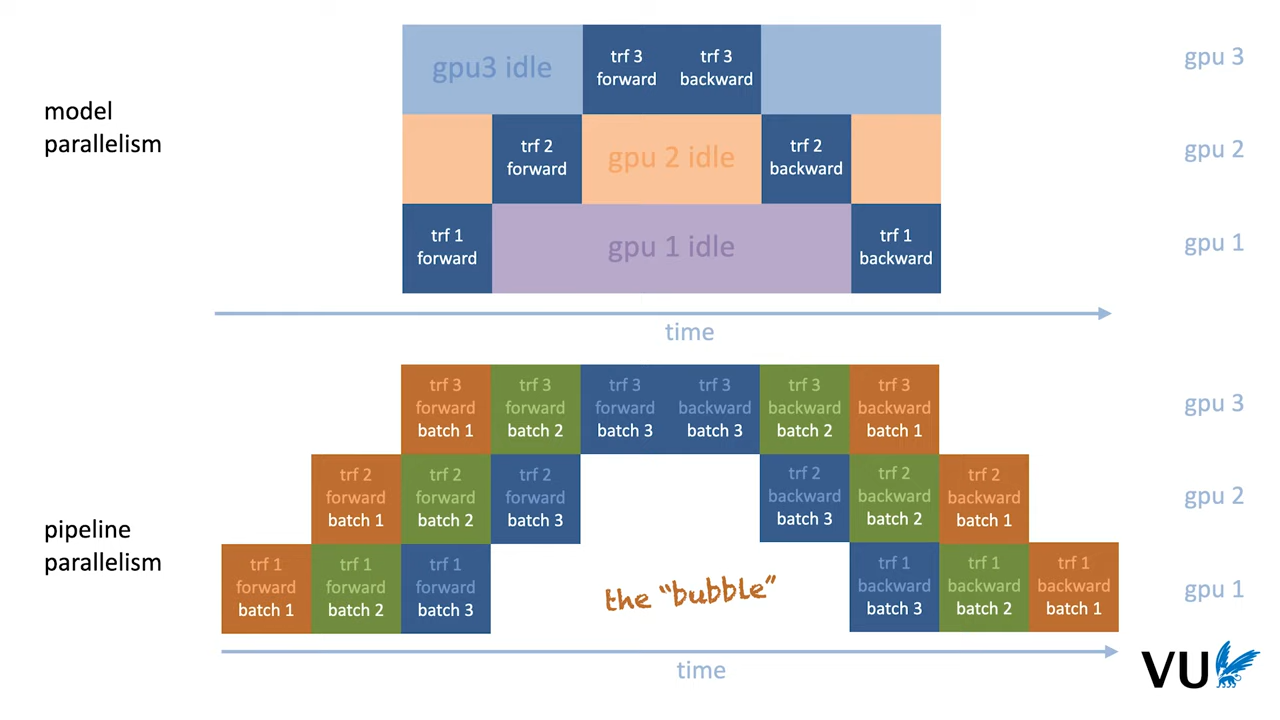 model
parallelism
gpu3 idle
trf 3
forward
trf 3
backward
gpu 3
trf 2
forward
gpu 2 idle
trf 2
backward
gpu 2
trf 1
forward
gpu 1 idle
trf 1
backward
gpu 1
time
pipeline
parallelism
trf 3
forward
batch 1
trf 3
forward
batch 2
trf 3
forward
batch 3
trf 3
backward
batch 3
trf 3
backward
batch 2
trf 3
backward
batch 1
gpu 3
trf 2
forward
batch 1
trf 2
forward
batch 2
trf 2
forward
batch 3
trf 2
backward
batch 3
trf 2
backward
batch 2
trf 2
backward
batch 1
gpu 2
trf 1
forward
batch 1
trf 1
forward
batch 2
trf 1
forward
batch 3
the "bubble"
trf 1
backward
batch 3
trf 1
backward
batch 2
trf 1
backward
batch 1
gpu 1
time
VU